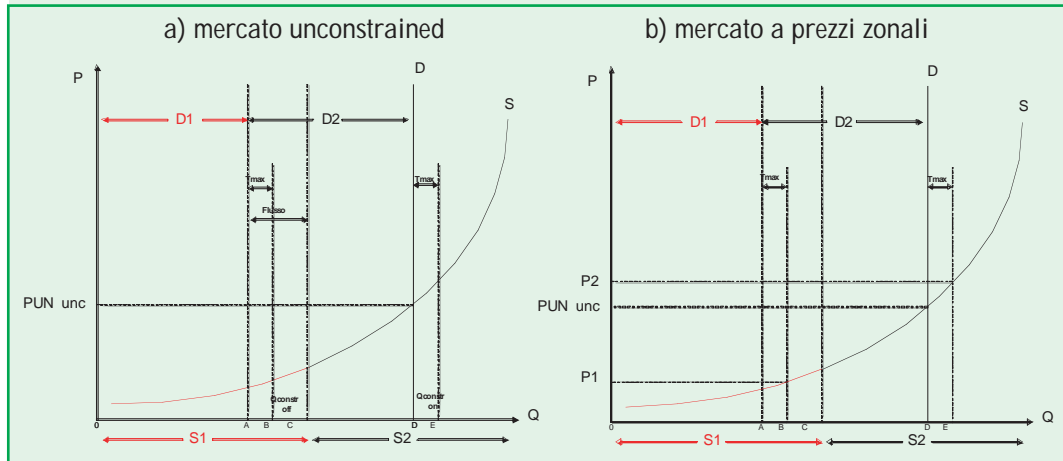 a) mercato unconstrained
P
D
S
D1
D2
Tmax
Tmax
Flusso
PUN unc
Qconstr
off
Qconstr
on
Q
0
A
B
C
D
E
S1
S2
b) mercato a prezzi zonali
P
D
S
D1
D2
Tmax
Tmax
P2
PUN unc
P1
Q
0
A
B
C
D
E
S1
S2